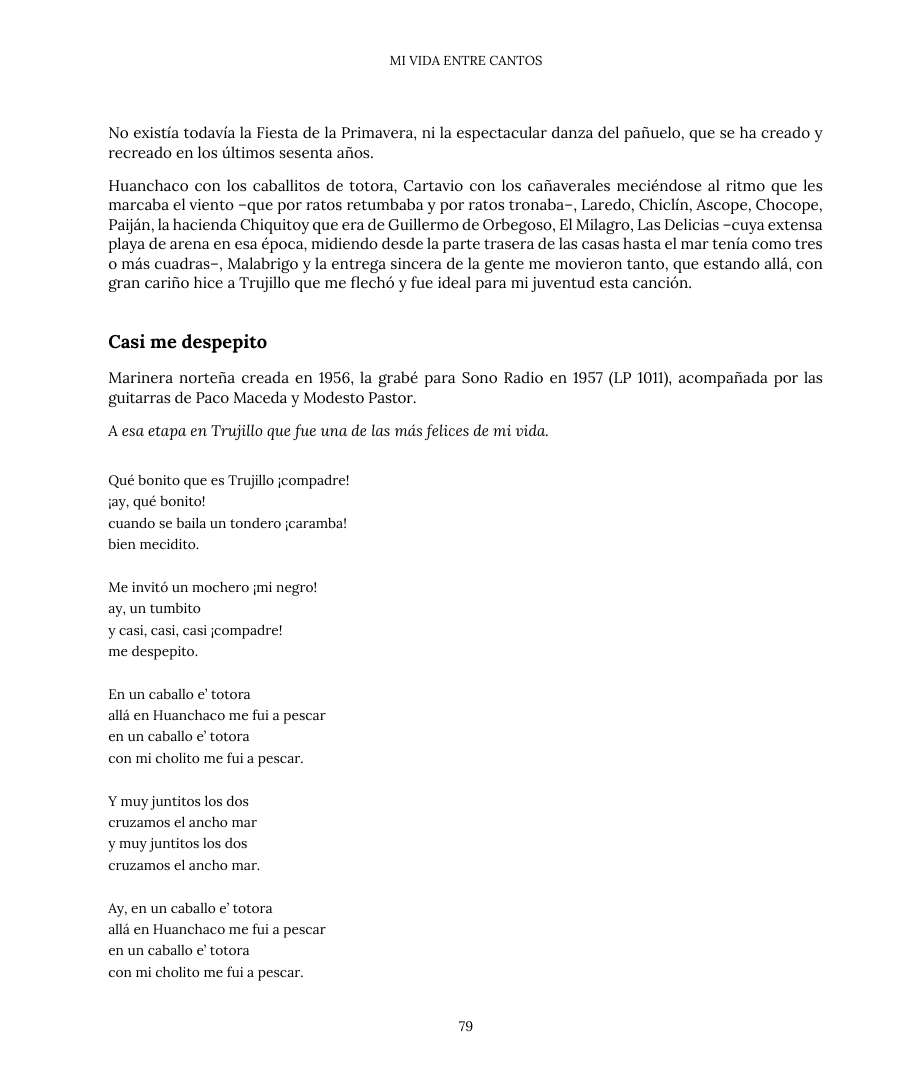 MI VIDA ENTRE CANTOS
No existía todavía la Fiesta de la Primavera, ni la espectacular danza del pañuelo, que se ha creado y
recreado en los últimos sesenta años.
Huanchaco con los caballitos de totora, Cartavio con los cañaverales meciéndose al ritmo que les
marcaba el viento –que por ratos retumbaba y por ratos tronaba–, Laredo, Chiclín, Ascope, Chocope,
Paiján, la hacienda Chiquitoy que era de Guillermo de Orbegoso, El Milagro, Las Delicias –cuya extensa
playa de arena en esa época, midiendo desde la parte trasera de las casas hasta el mar tenía como tres
o más cuadras–, Malabrigo y la entrega sincera de la gente me movieron tanto, que estando allá, con
gran cariño hice a Trujillo que me flechó y fue ideal para mi juventud esta canción.
Casi me despepito
Marinera norteña creada en 1956, la grabé para Sono Radio en 1957 (LP 1011), acompañada por las
guitarras de Paco Maceda y Modesto Pastor.
A esa etapa en Trujillo que fue una de las más felices de mi vida.
Qué bonito que es Trujillo ¡compadre!
¡ay, qué bonito!
cuando se baila un tondero ¡caramba!
bien mecidito.
Me invitó un mochero ¡mi negro!
ay, un tumbito
y casi, casi, casi ¡compadre!
me despepito.
En un caballo e’ totora
allá en Huanchaco me fui a pescar
en un caballo e’ totora
con mi cholito me fui a pescar.
Y muy juntitos los dos
cruzamos el ancho mar
y muy juntitos los dos
cruzamos el ancho mar.
Ay, en un caballo e’ totora
allá en Huanchaco me fui a pescar
en un caballo e’ totora
con mi cholito me fui a pescar.
79